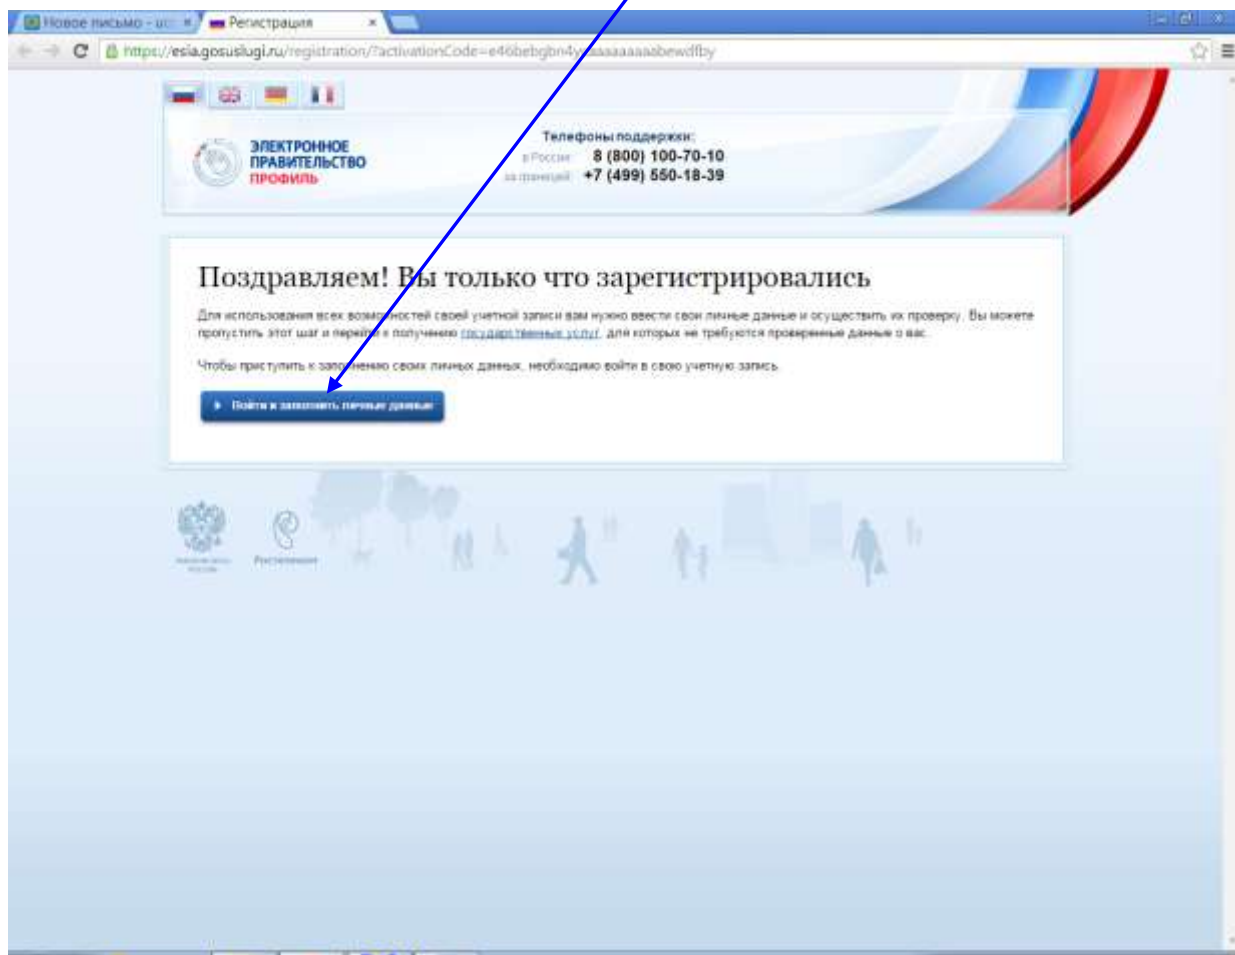 Новое письмо - uc
Регистрация
https://esia.gosuslugi.ru/registration/?activationCode=e46bebgbn4y
ЭЛЕКТРОННОЕ
ПРАВИТЕЛЬСТВО
ПРОФИЛЬ
Телефоны поддержки:
в России: 8 (800) 100-70-10
за границей: +7 (499) 550-18-39
Поздравляем! Вы только что зарегистрировались
Для использования всех возможностей своей учетной записи вам нужно ввести свои личные данные и осуществить их проверку. Вы можете
пропустить этот шаг и перейти к получению государственных услуг, для которых не требуются проверенные данные о вас.
Чтобы приступить к заполнению своих личных данных, необходимо войти в свою учетную запись.
Войти и заполнить личные данные
Ростелеком